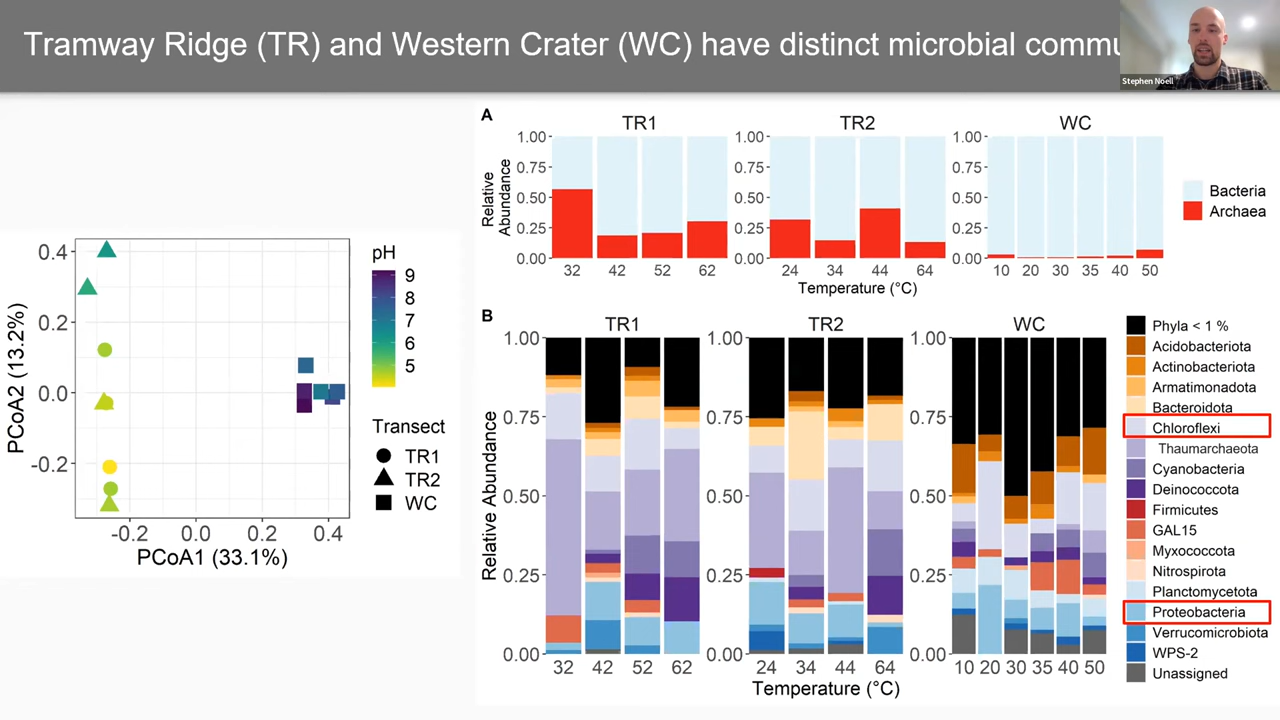 Tramway Ridge (TR) and Western Crater (WC) have distinct microbial commu
Stephen Noell
A
TR1 TR2 WC
1.00 0.75 0.50 0.25 0.00
1.00 0.75 0.50 0.25 0.00
1.00 0.75 0.50 0.25 0.00
Relative
Abundance
32 42 52 62
24 34 44 64
10 20 30 35 40 50
Temperature (°C)
Bacteria
Archaea
0.4
0.2
0.0
-0.2
PCoA2 (13.2%)
-0.2 0.0 0.2 0.4
PCoA1 (33.1%)
pH
9
8
7
6
5
Transect
TR1
TR2
WC
B
TR1 TR2 WC
1.00 0.75 0.50 0.25 0.00
1.00 0.75 0.50 0.25 0.00
1.00 0.75 0.50 0.25 0.00
Relative Abundance
32 42 52 62
24 34 44 64
10 20 30 35 40 50
Temperature (°C)
Phyla < 1 %
Acidobacteriota
Actinobacteriota
Armatimonadota
Bacteroidota
Chloroflexi
Thaumarchaeota
Cyanobacteria
Deinococcota
Firmicutes
GAL15
Myxococcota
Nitrospirota
Planctomycetota
Proteobacteria
Verrucomicrobiota
WPS-2
Unassigned